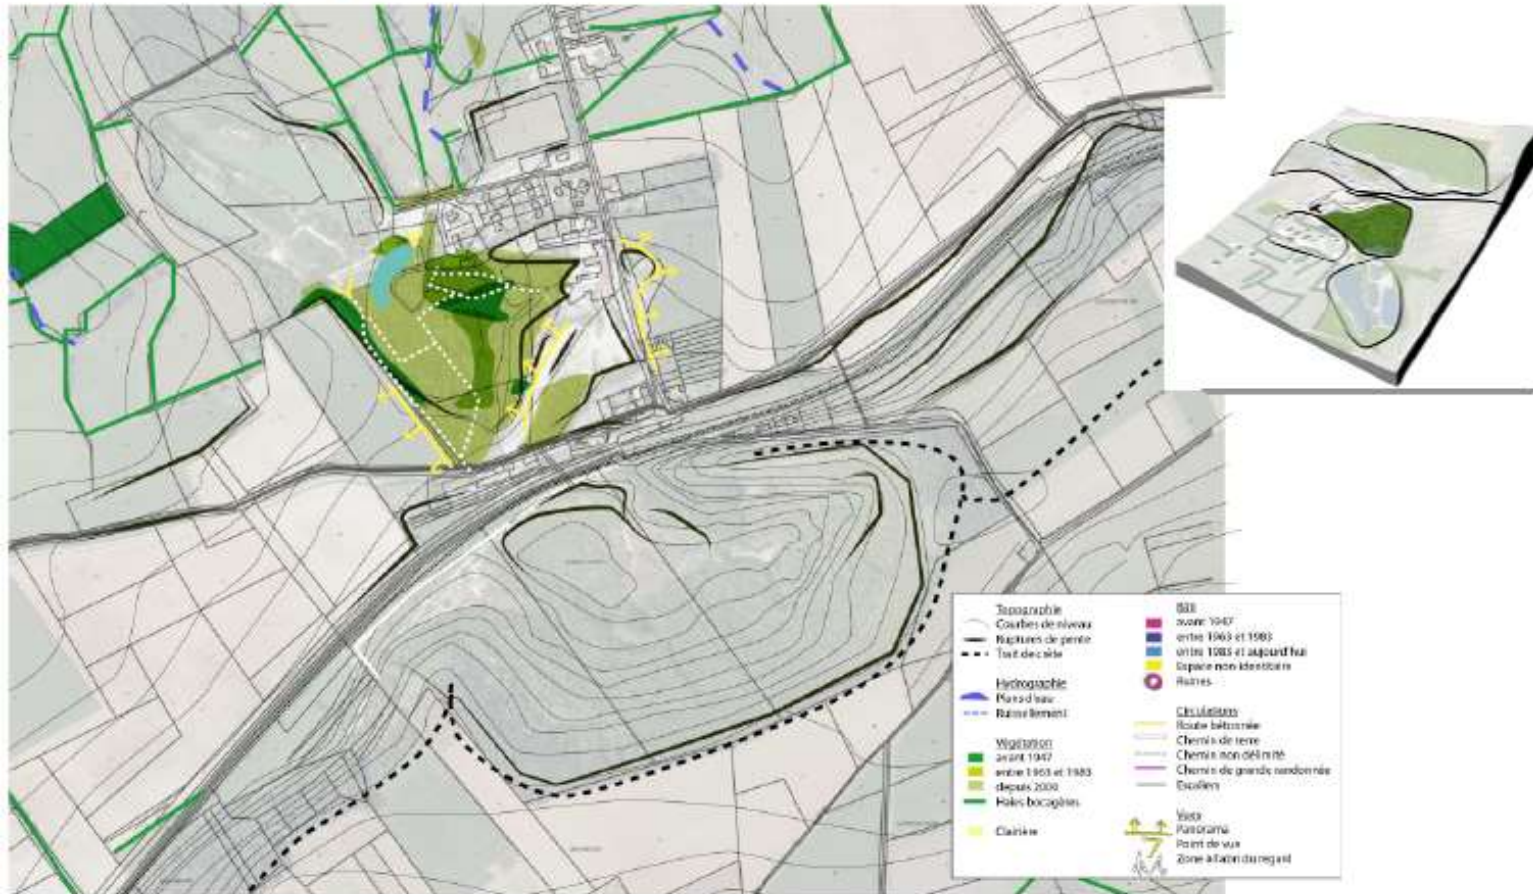 Topographie
Courbes de niveau
Ruptures de pente
Trait de crête
Hydrographie
Plans d'eau
Ruissellement
Végétation
avant 1947
entre 1963 et 1983
depuis 2000
Haies bocagères
Clairière
Bâti
avant 1947
entre 1963 et 1983
entre 1983 et aujourd'hui
Espace non identitaire
Ruines
Circulations
Route bétonnée
Chemin de terre
Chemin non délimité
Chemin de grande randonnée
Escaliers
Vues
Panorama
Point de vue
Zone à l'abri du regard